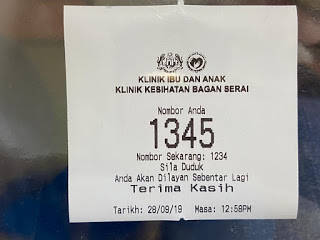 KLINIK IBU DAN ANAK
KLINIK KESIHATAN BAGAN SERAI
Nombor Anda
1345
Nombor Sekarang: 1234
Sila Duduk
Anda Akan Dilayan Sebentar Lagi
Terima Kasih
Tarikh: 28/09/19 Masa: 12:58PM